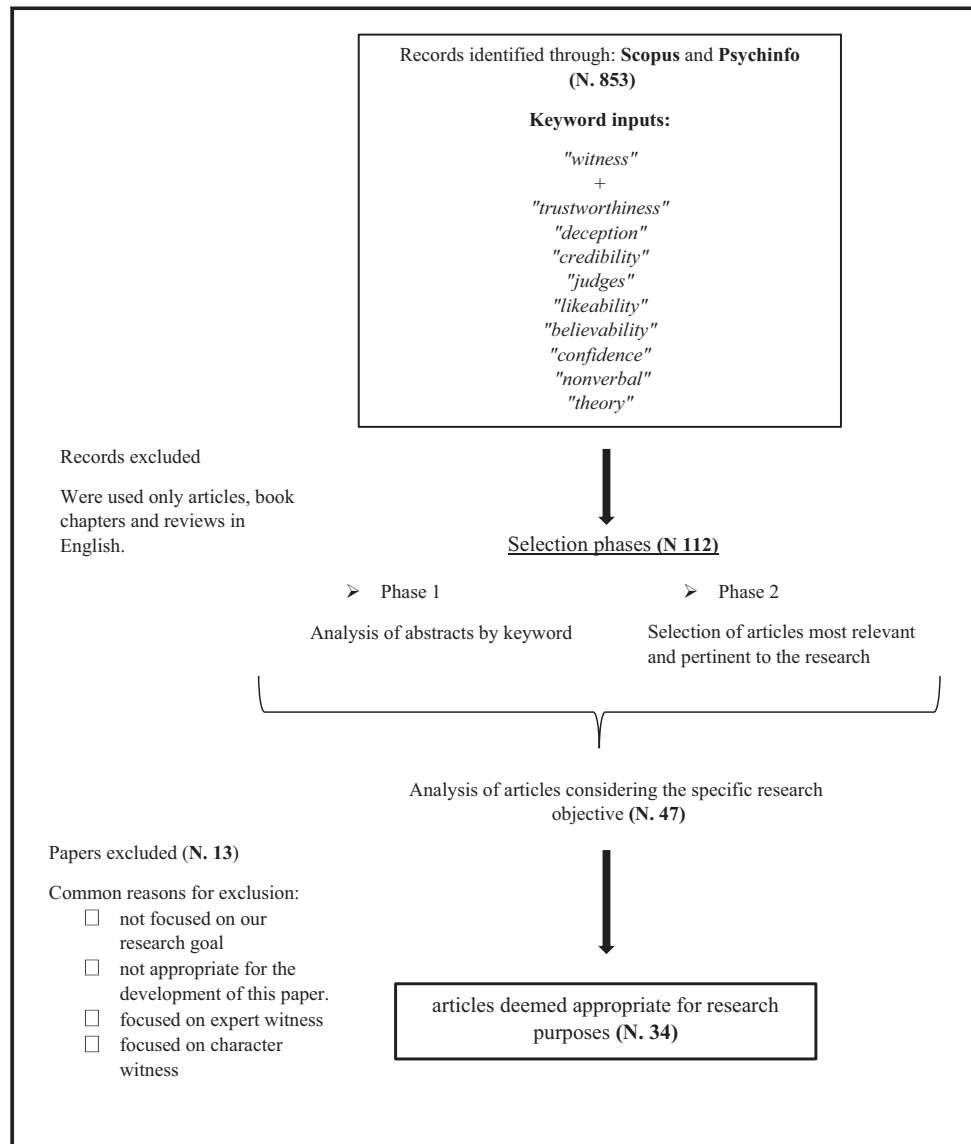 Records identified through: Scopus and Psychinfo
(N. 853)
Keyword inputs:
"witness"
+
"trustworthiness"
"deception"
"credibility"
"judges"
"likeability"
"believability"
"confidence"
"nonverbal"
"theory"
Records excluded
Were used only articles, book
chapters and reviews in
English.
Selection phases (N 112)
➢ Phase 1
Analysis of abstracts by keyword
➢ Phase 2
Selection of articles most relevant
and pertinent to the research
Analysis of articles considering the specific research
objective (N. 47)
Papers excluded (N. 13)
Common reasons for exclusion:
☐ not focused on our
research goal
☐ not appropriate for the
development of this paper.
☐ focused on expert witness
☐ focused on character
witness
articles deemed appropriate for research
purposes (N. 34)